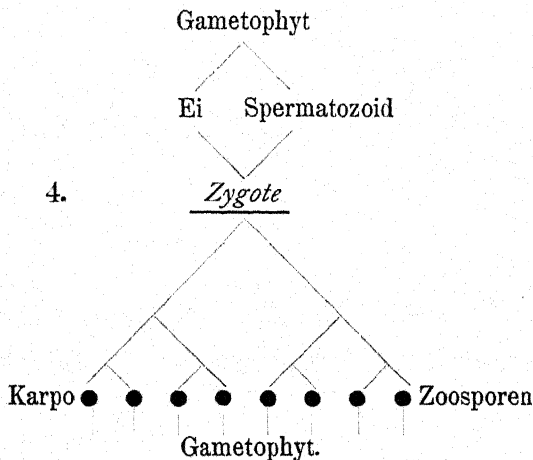 Gametophyt
Ei Spermatozoid
4. Zygote
Karpo Zoosporen
Gametophyt.